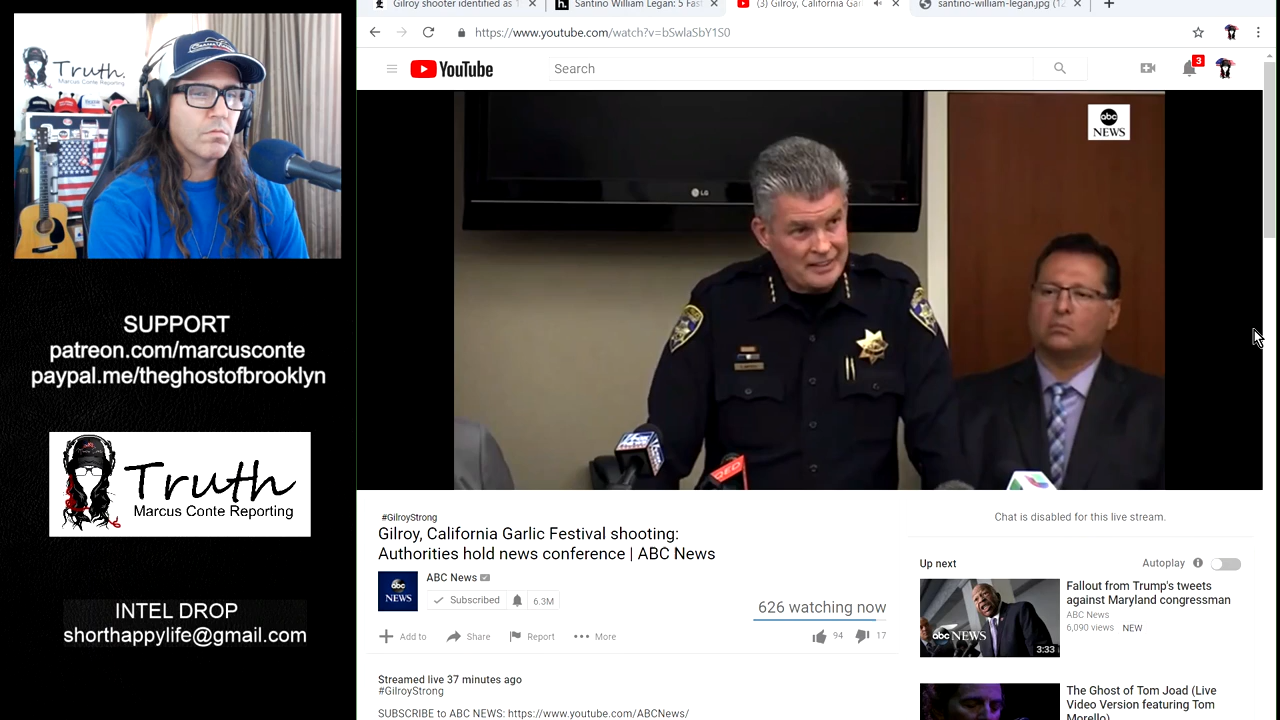 Truth.
Marcus Conte Reporting
SUPPORT
patreon.com/marcusconte
paypal.me/theghostofbrooklyn
Truth
Marcus Conte Reporting
INTEL DROP
shorthappylife@gmail.com
Gilroy shooter identified as
Santino William Legan: 5 Fas
(3) Gilroy, California Gar
santino-william-legan.jpg (12
https://www.youtube.com/watch?v=bSwlaSbY1S0
YouTube
Search
3
abc
NEWS
LG
#GilroyStrong
Gilroy, California Garlic Festival shooting:
Authorities hold news conference | ABC News
abc
NEWS
ABC News
Subscribed
6.3M
626 watching now
Add to
Share
Report
More
94
17
Streamed live 37 minutes ago
#GilroyStrong
SUBSCRIBE to ABC NEWS: https://www.youtube.com/ABCNews/
Chat is disabled for this live stream.
Up next
Autoplay
abc NEWS
3:33
Fallout from Trump's tweets
against Maryland congressman
ABC News
6,090 views NEW
The Ghost of Tom Joad (Live
Video Version featuring Tom
Morello)